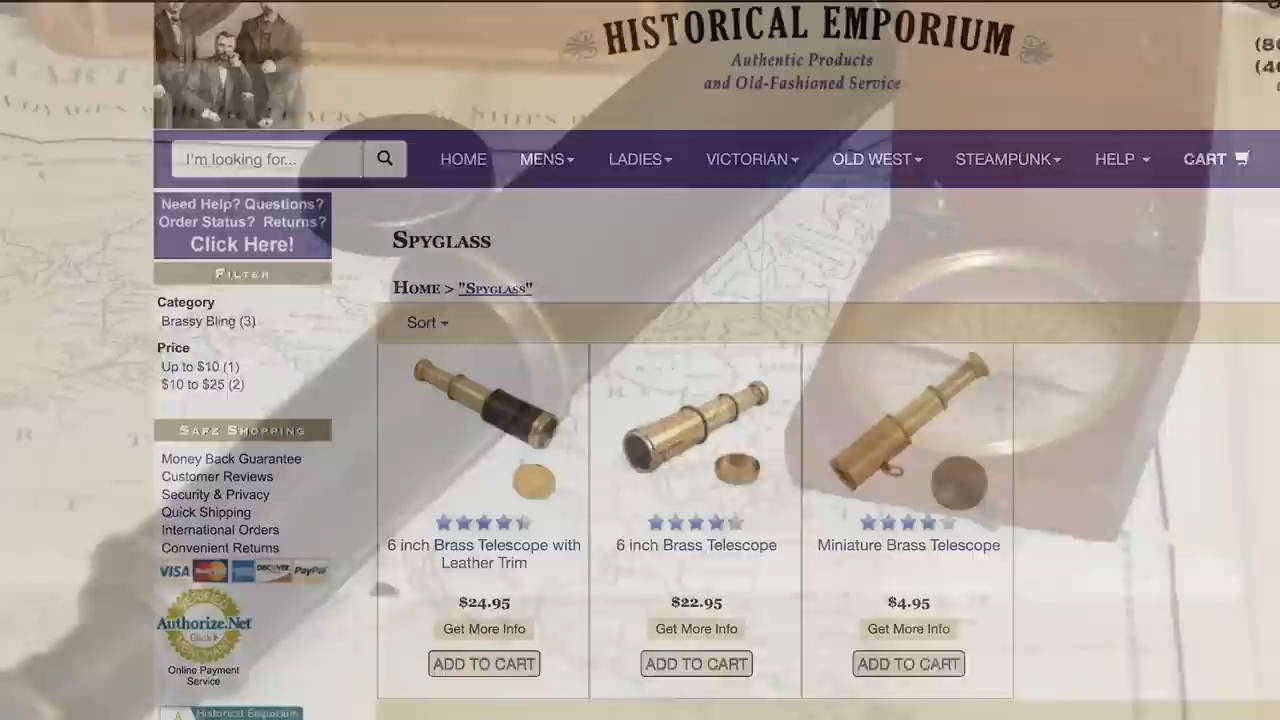 HISTORICAL EMPORIUM
Authentic Products
and Old-Fashioned Service
I'm looking for...
HOME
MENS
LADIES
VICTORIAN
OLD WEST
STEAMPUNK
HELP
CART
Need Help? Questions?
Order Status? Returns?
Click Here!
FILTER
Category
Brassy Bling (3)
Price
Up to $10 (1)
$10 to $25 (2)
SAFE SHOPPING
Money Back Guarantee
Customer Reviews
Security & Privacy
Quick Shipping
International Orders
Convenient Returns
VISA
MasterCard
DISCOVER
PayPal
Authorize.Net
Click
Online Payment
Service
Historical Emporium
SPYGLASS
HOME > "SPYGLASS"
Sort
6 inch Brass Telescope with
Leather Trim
$24.95
Get More Info
ADD TO CART
6 inch Brass Telescope
$22.95
Get More Info
ADD TO CART
Miniature Brass Telescope
$4.95
Get More Info
ADD TO CART